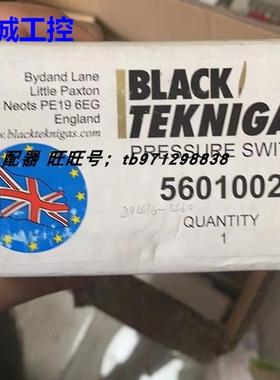 诚工控
Bydand Lane
Little Paxton
Neots PE19 6EG
England
www.blackteknigas.com
BLACK
TEKNIGAS
PRESSURE SWIT
配器 旺旺号: tb971298838
5601002
QUANTITY
1